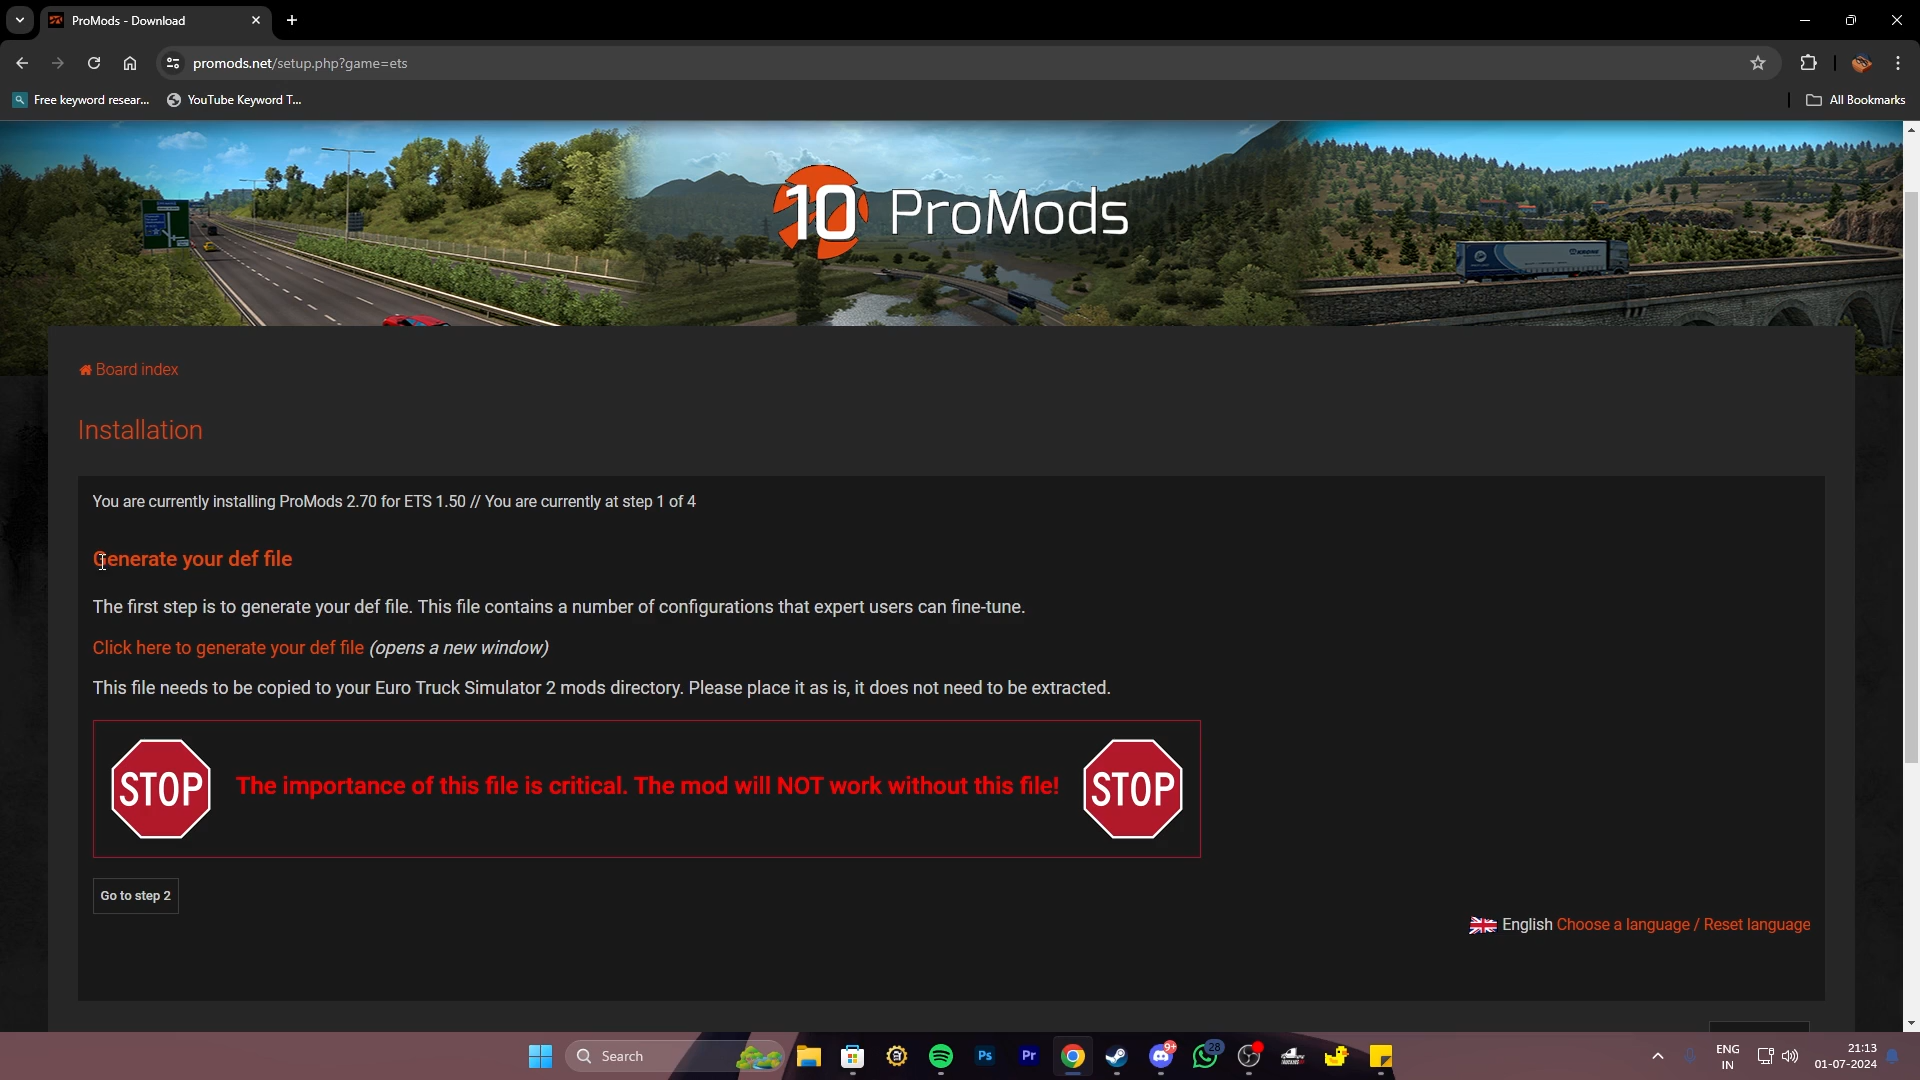 ProMods - Download
promods.net/setup.php?game=ets
Free keyword resear...
YouTube Keyword T...
All Bookmarks
10 ProMods
Board index
Installation
You are currently installing ProMods 2.70 for ETS 1.50 // You are currently at step 1 of 4
Generate your def file
The first step is to generate your def file. This file contains a number of configurations that expert users can fine-tune.
Click here to generate your def file (opens a new window)
This file needs to be copied to your Euro Truck Simulator 2 mods directory. Please place it as is, it does not need to be extracted.
STOP The importance of this file is critical. The mod will NOT work without this file! STOP
Go to step 2
English Choose a language / Reset language
Search
Ps
Pr
9+
28
ENG
IN
21:13
01-07-2024